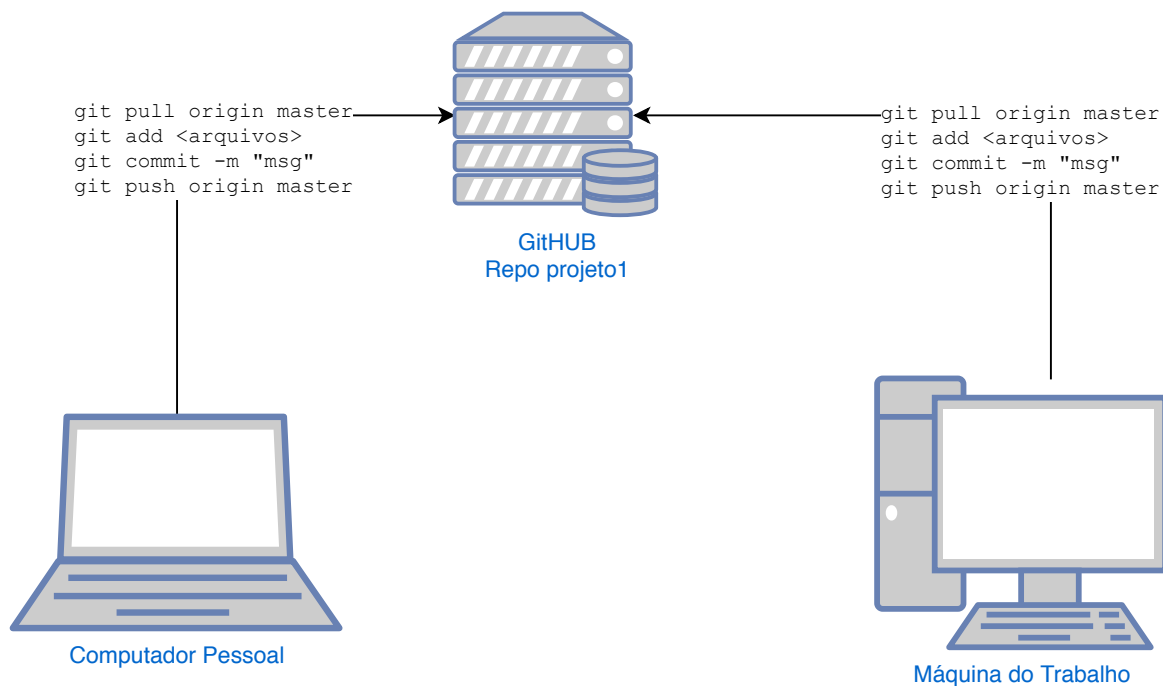 git pull origin master
git add <arquivos>
git commit -m "msg"
git push origin master
git pull origin master
git add <arquivos>
git commit -m "msg"
git push origin master
GitHUB
Repo projeto1
Computador Pessoal
Máquina do Trabalho